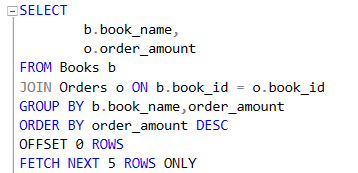 SELECT
b.book_name,
o.order_amount
FROM Books b
JOIN Orders o ON b.book_id = o.book_id
GROUP BY b.book_name,order_amount
ORDER BY order_amount DESC
OFFSET 0 ROWS
FETCH NEXT 5 ROWS ONLY